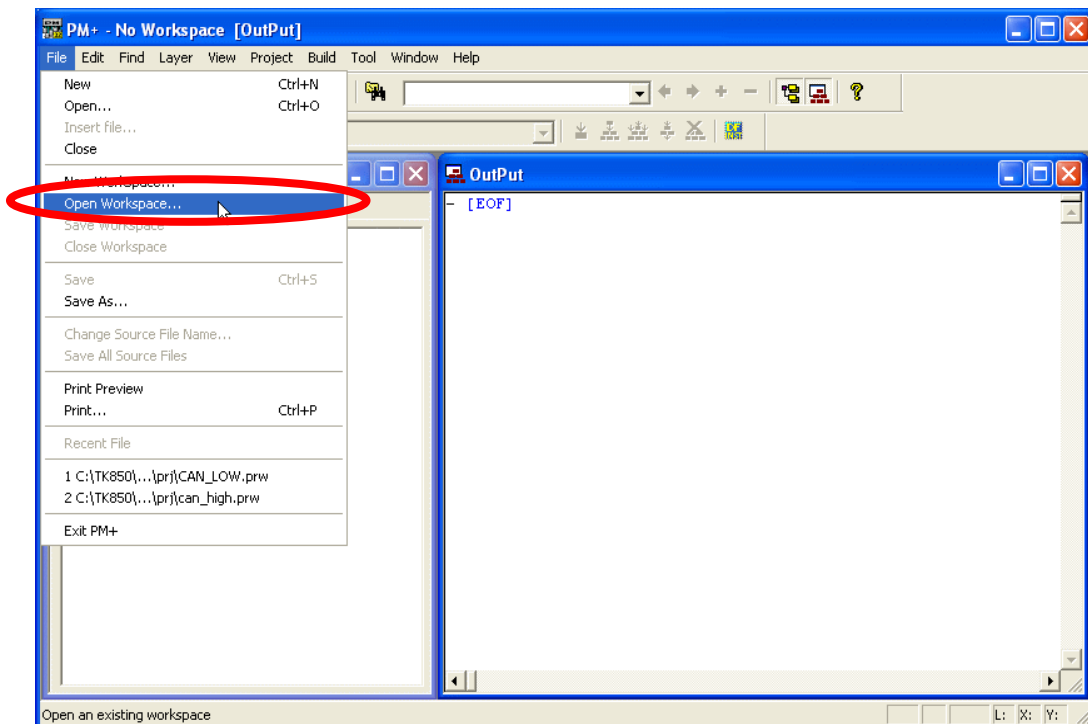 PM+ - No Workspace [OutPut]
File Edit Find Layer View Project Build Tool Window Help
New Ctrl+N
Open... Ctrl+O
Insert file...
Close
New Workspace...
Open Workspace...
Save Workspace
Close Workspace
Save Ctrl+S
Save As...
Change Source File Name...
Save All Source Files
Print Preview
Print... Ctrl+P
Recent File
1 C:\TK850\...\prj\CAN_LOW.prw
2 C:\TK850\...\prj\can_high.prw
Exit PM+
OutPut
- [EOF]
Open an existing workspace
L: X: Y: